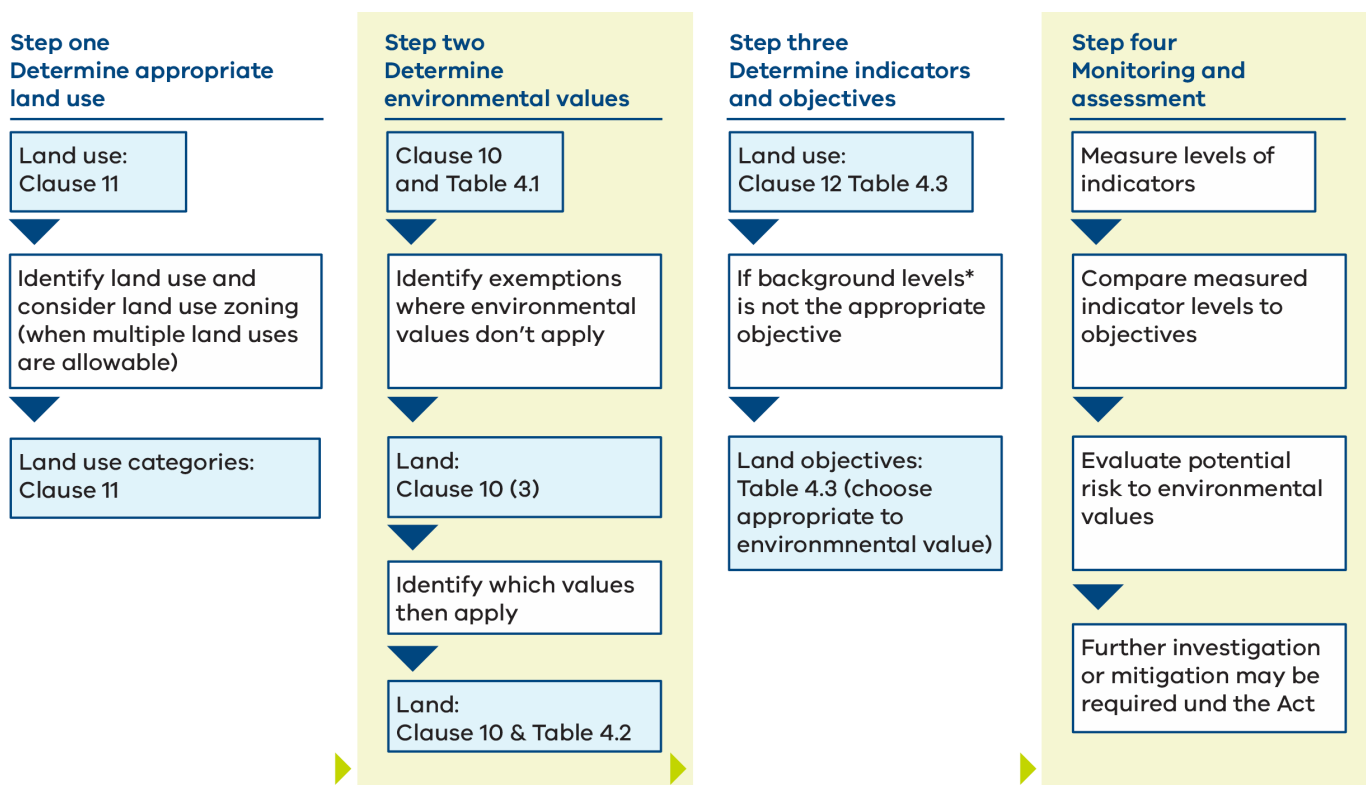 Step one
Determine appropriate
land use
Land use:
Clause 11
Identify land use and
consider land use zoning
(when multiple land uses
are allowable)
Land use categories:
Clause 11
Step two
Determine
environmental values
Clause 10
and Table 4.1
Identify exemptions
where environmental
values don’t apply
Land:
Clause 10 (3)
Identify which values
then apply
Land:
Clause 10 & Table 4.2
Step three
Determine indicators
and objectives
Land use:
Clause 12 Table 4.3
If background levels*
is not the appropriate
objective
Land objectives:
Table 4.3 (choose
appropriate to
environmnental value)
Step four
Monitoring and
assessment
Measure levels of
indicators
Compare measured
indicator levels to
objectives
Evaluate potential
risk to environmental
values
Further investigation
or mitigation may be
required und the Act